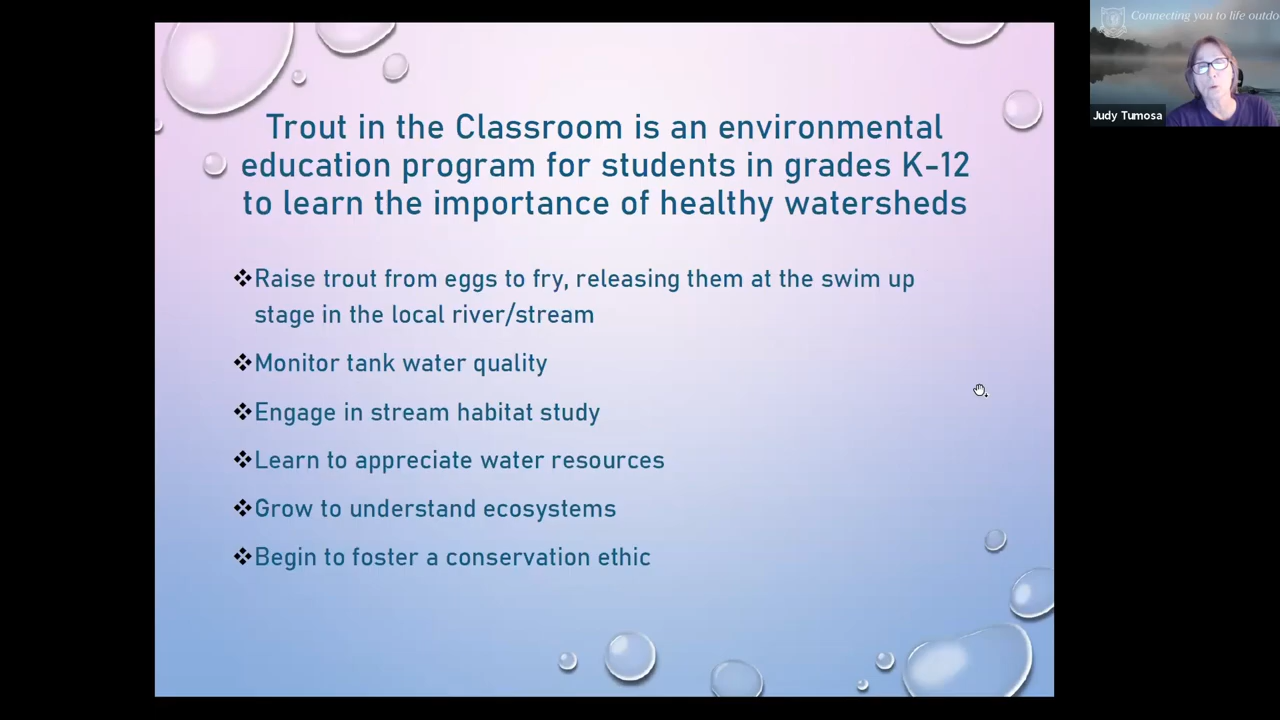 Connecting you to life outdo
Judy Tumosa
Trout in the Classroom is an environmental
education program for students in grades K-12
to learn the importance of healthy watersheds
❖Raise trout from eggs to fry, releasing them at the swim up
stage in the local river/stream
❖Monitor tank water quality
❖Engage in stream habitat study
❖Learn to appreciate water resources
❖Grow to understand ecosystems
❖Begin to foster a conservation ethic